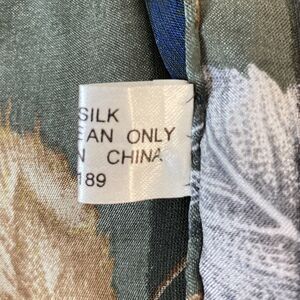 SILK
EAN ONLY
N CHINA
189